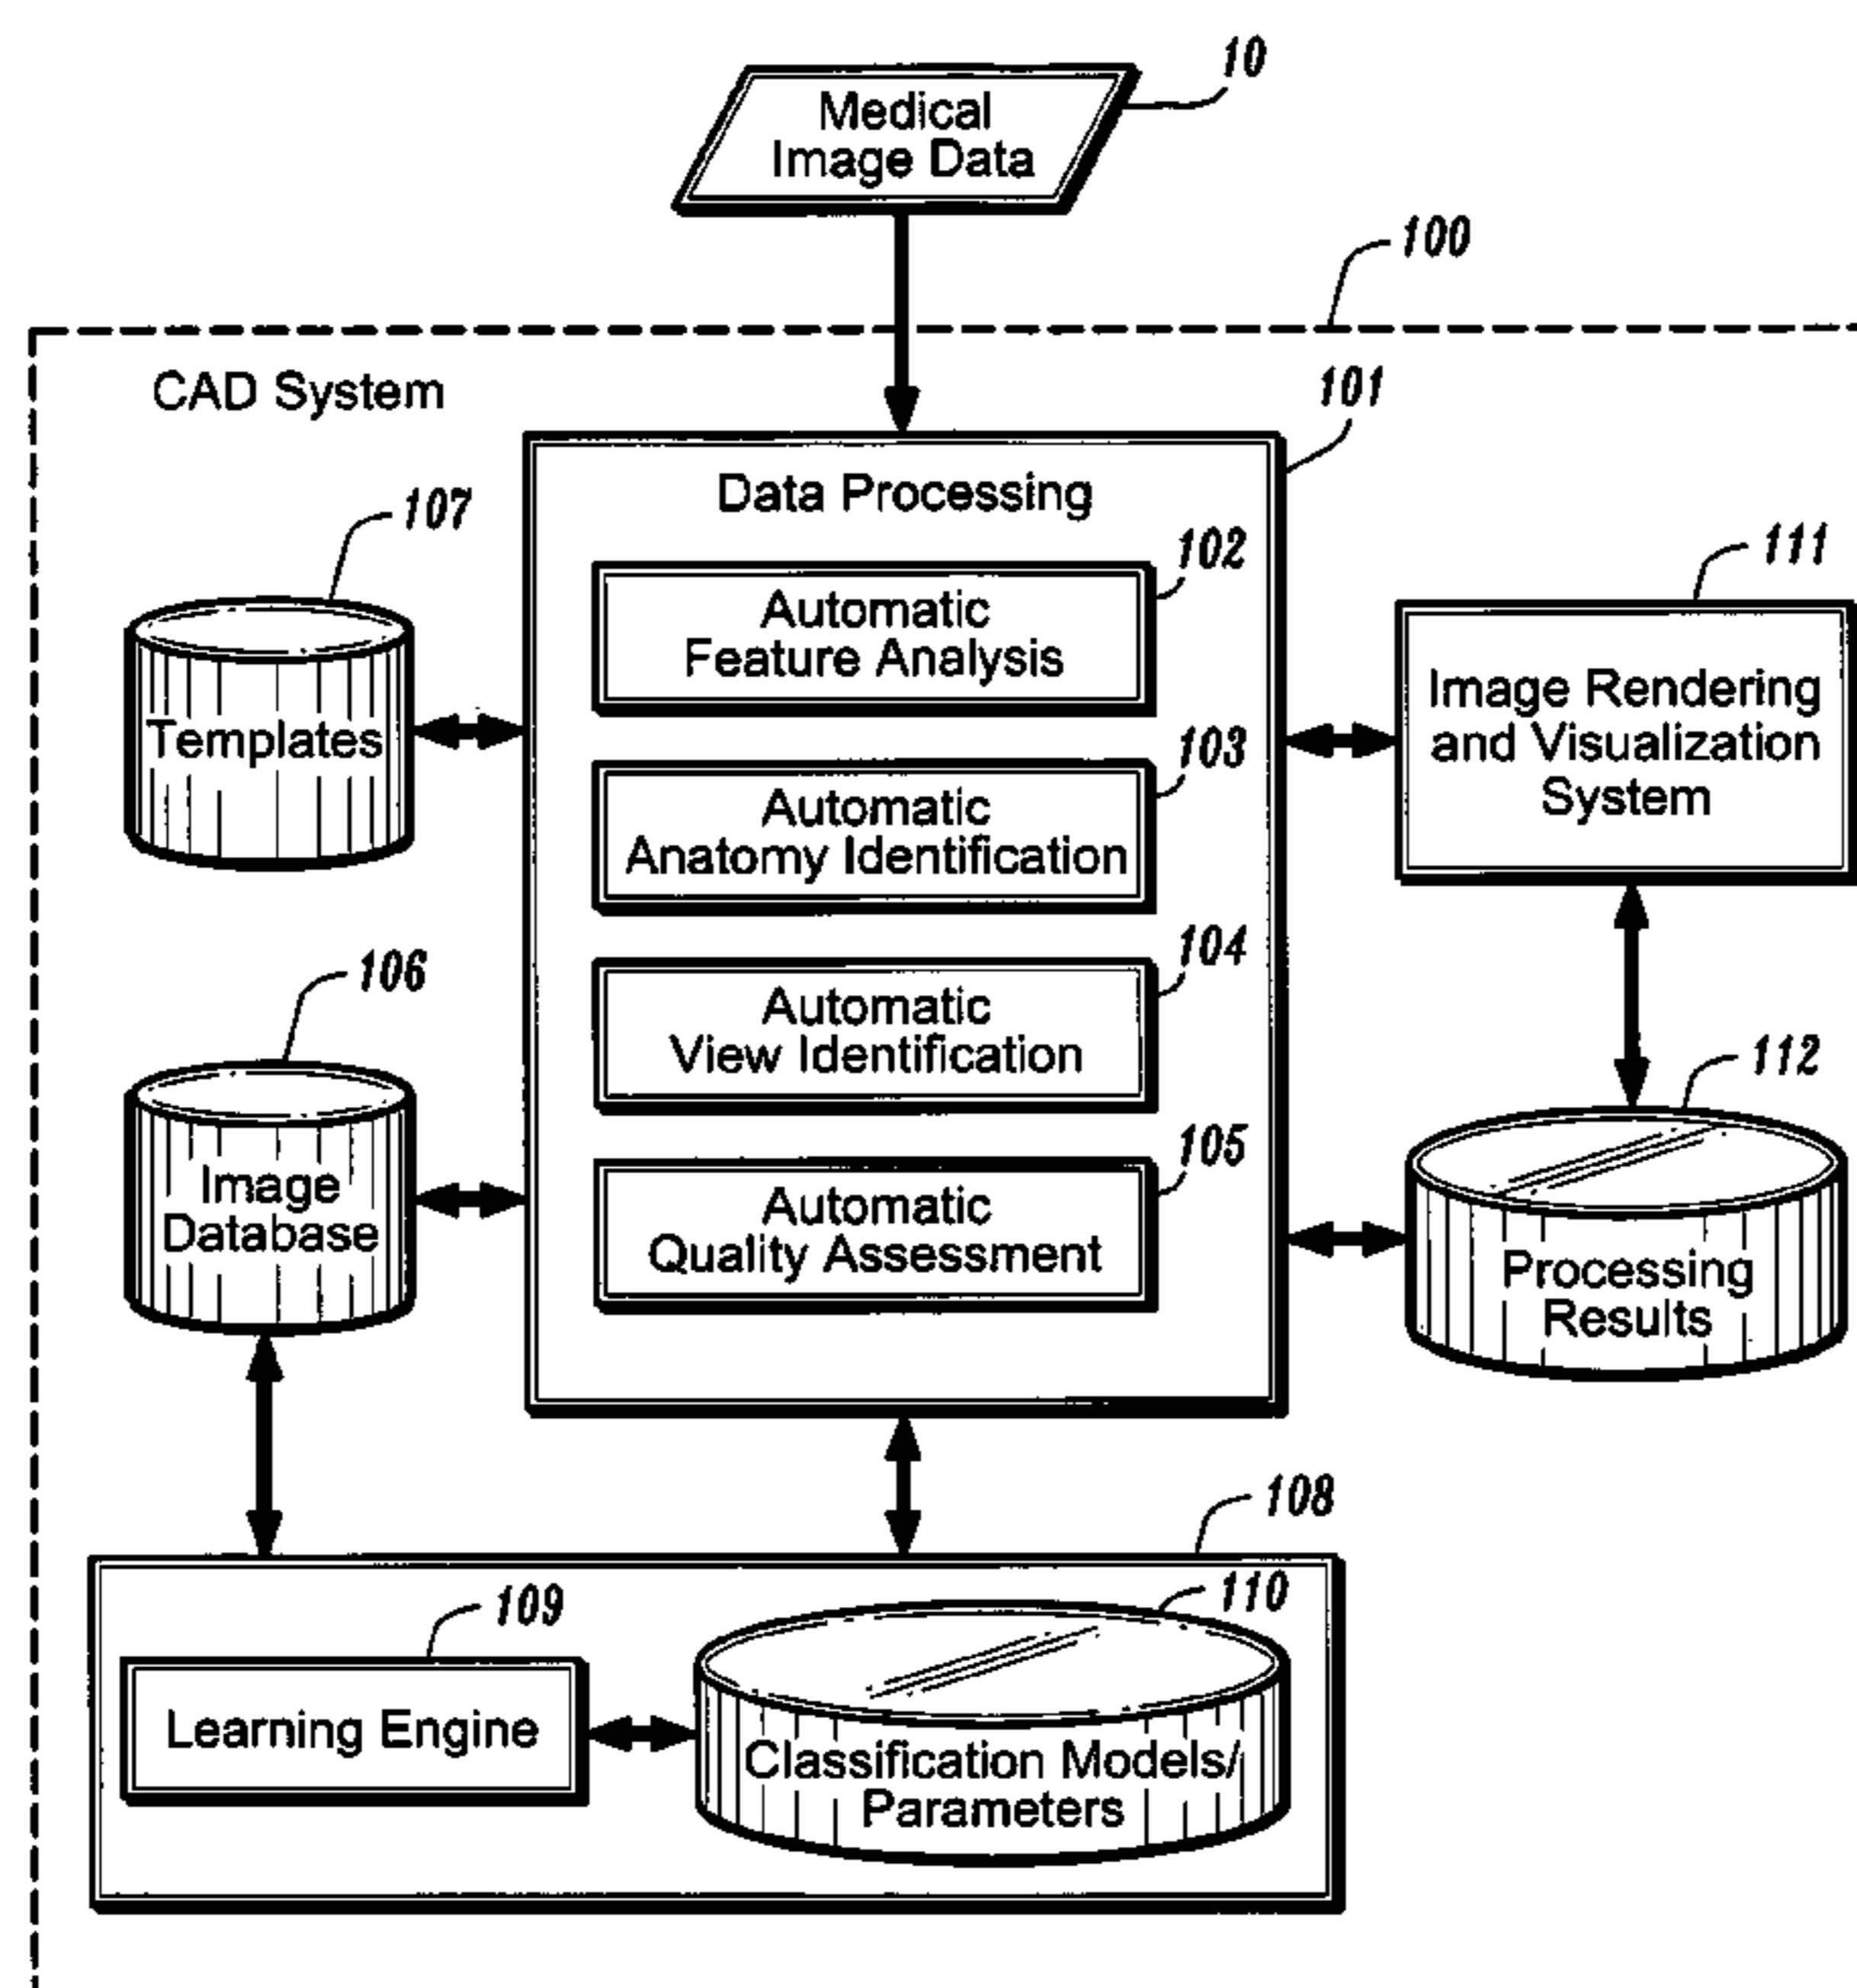 10
Medical
Image Data
100
CAD System
101
Data Processing
107
102
Automatic
Feature Analysis
111
Templates
Image Rendering
and Visualization
System
103
Automatic
Anatomy Identification
106
104
Automatic
View Identification
112
Image
Database
105
Automatic
Quality Assessment
Processing
Results
108
109
110
Learning Engine
Classification Models/
Parameters